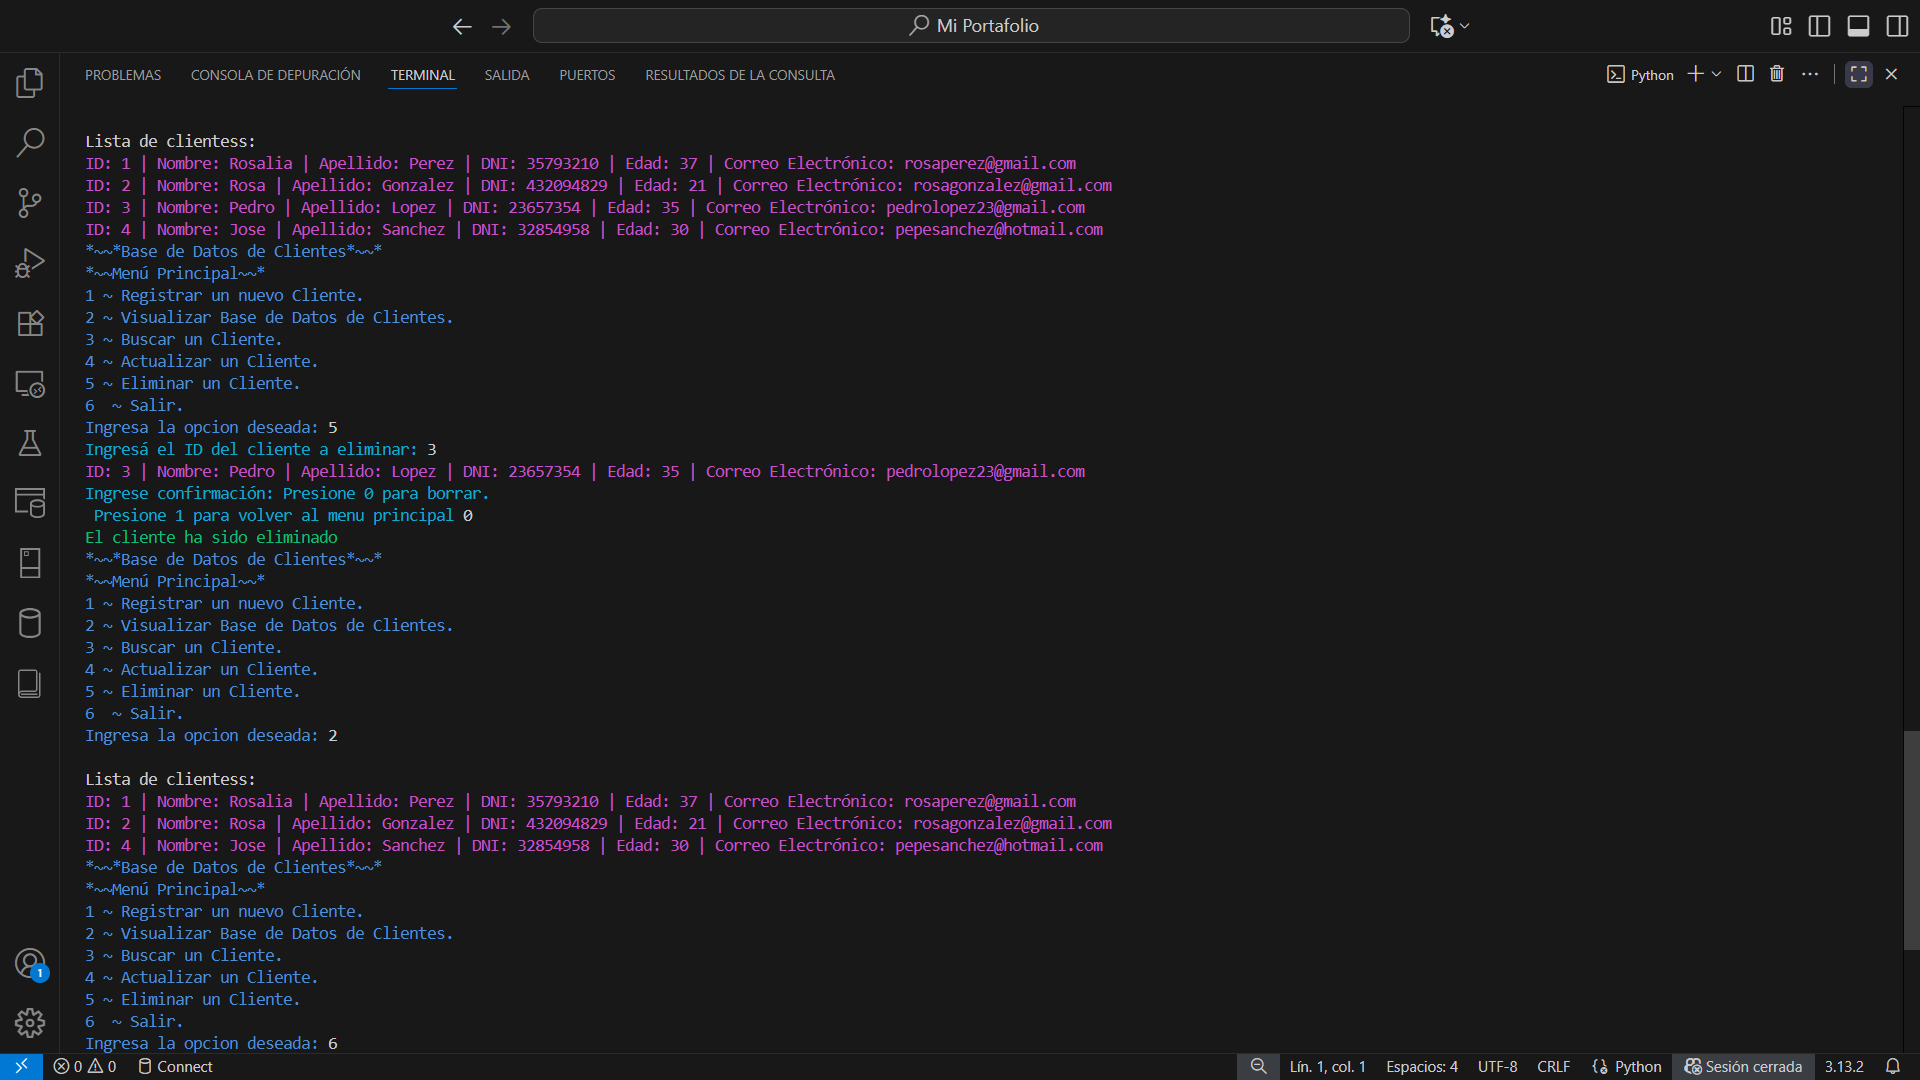 Mi Portafolio
PROBLEMAS CONSOLA DE DEPURACIÓN TERMINAL SALIDA PUERTOS RESULTADOS DE LA CONSULTA Python
Lista de clientess:
ID: 1 | Nombre: Rosalia | Apellido: Perez | DNI: 35793210 | Edad: 37 | Correo Electrónico: rosaperez@gmail.com
ID: 2 | Nombre: Rosa | Apellido: Gonzalez | DNI: 432094829 | Edad: 21 | Correo Electrónico: rosagonzalez@gmail.com
ID: 3 | Nombre: Pedro | Apellido: Lopez | DNI: 23657354 | Edad: 35 | Correo Electrónico: pedrolopez23@gmail.com
ID: 4 | Nombre: Jose | Apellido: Sanchez | DNI: 32854958 | Edad: 30 | Correo Electrónico: pepesanchez@hotmail.com
*~~*Base de Datos de Clientes*~~*
*~~Menú Principal~~*
1 ~ Registrar un nuevo Cliente.
2 ~ Visualizar Base de Datos de Clientes.
3 ~ Buscar un Cliente.
4 ~ Actualizar un Cliente.
5 ~ Eliminar un Cliente.
6  ~ Salir.
Ingresa la opcion deseada: 5
Ingresá el ID del cliente a eliminar: 3
ID: 3 | Nombre: Pedro | Apellido: Lopez | DNI: 23657354 | Edad: 35 | Correo Electrónico: pedrolopez23@gmail.com
Ingrese confirmación: Presione 0 para borrar.
Presione 1 para volver al menu principal 0
El cliente ha sido eliminado
*~~*Base de Datos de Clientes*~~*
*~~Menú Principal~~*
1 ~ Registrar un nuevo Cliente.
2 ~ Visualizar Base de Datos de Clientes.
3 ~ Buscar un Cliente.
4 ~ Actualizar un Cliente.
5 ~ Eliminar un Cliente.
6  ~ Salir.
Ingresa la opcion deseada: 2
Lista de clientess:
ID: 1 | Nombre: Rosalia | Apellido: Perez | DNI: 35793210 | Edad: 37 | Correo Electrónico: rosaperez@gmail.com
ID: 2 | Nombre: Rosa | Apellido: Gonzalez | DNI: 432094829 | Edad: 21 | Correo Electrónico: rosagonzalez@gmail.com
ID: 4 | Nombre: Jose | Apellido: Sanchez | DNI: 32854958 | Edad: 30 | Correo Electrónico: pepesanchez@hotmail.com
*~~*Base de Datos de Clientes*~~*
*~~Menú Principal~~*
1 ~ Registrar un nuevo Cliente.
2 ~ Visualizar Base de Datos de Clientes.
3 ~ Buscar un Cliente.
4 ~ Actualizar un Cliente.
5 ~ Eliminar un Cliente.
6  ~ Salir.
Ingresa la opcion deseada: 6
1
0 0 Connect Lín. 1, col. 1 Espacios: 4 UTF-8 CRLF Python Sesión cerrada 3.13.2